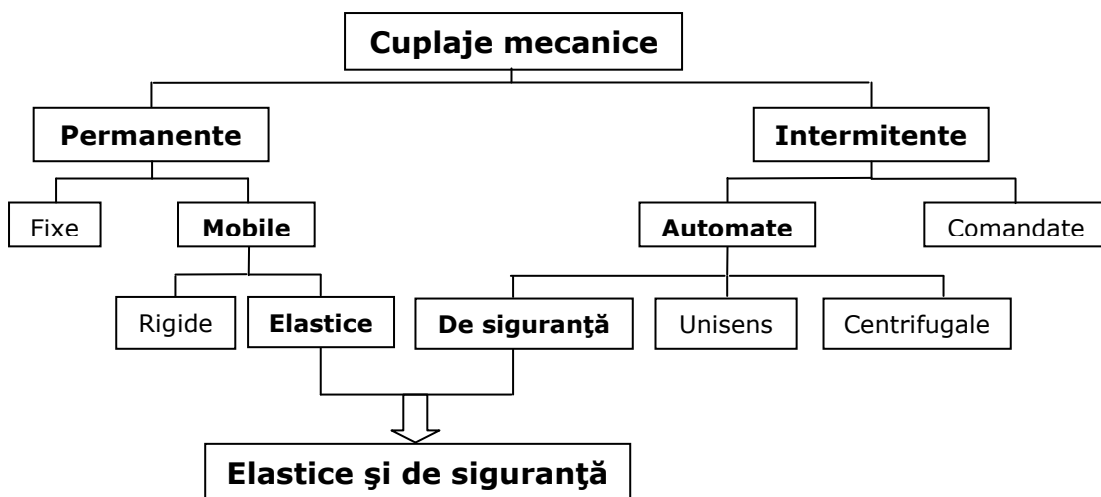 Cuplaje mecanice
Permanente
Intermitente
Fixe
Mobile
Automate
Comandate
Rigide
Elastice
De siguranţă
Unisens
Centrifugale
Elastice şi de siguranţă